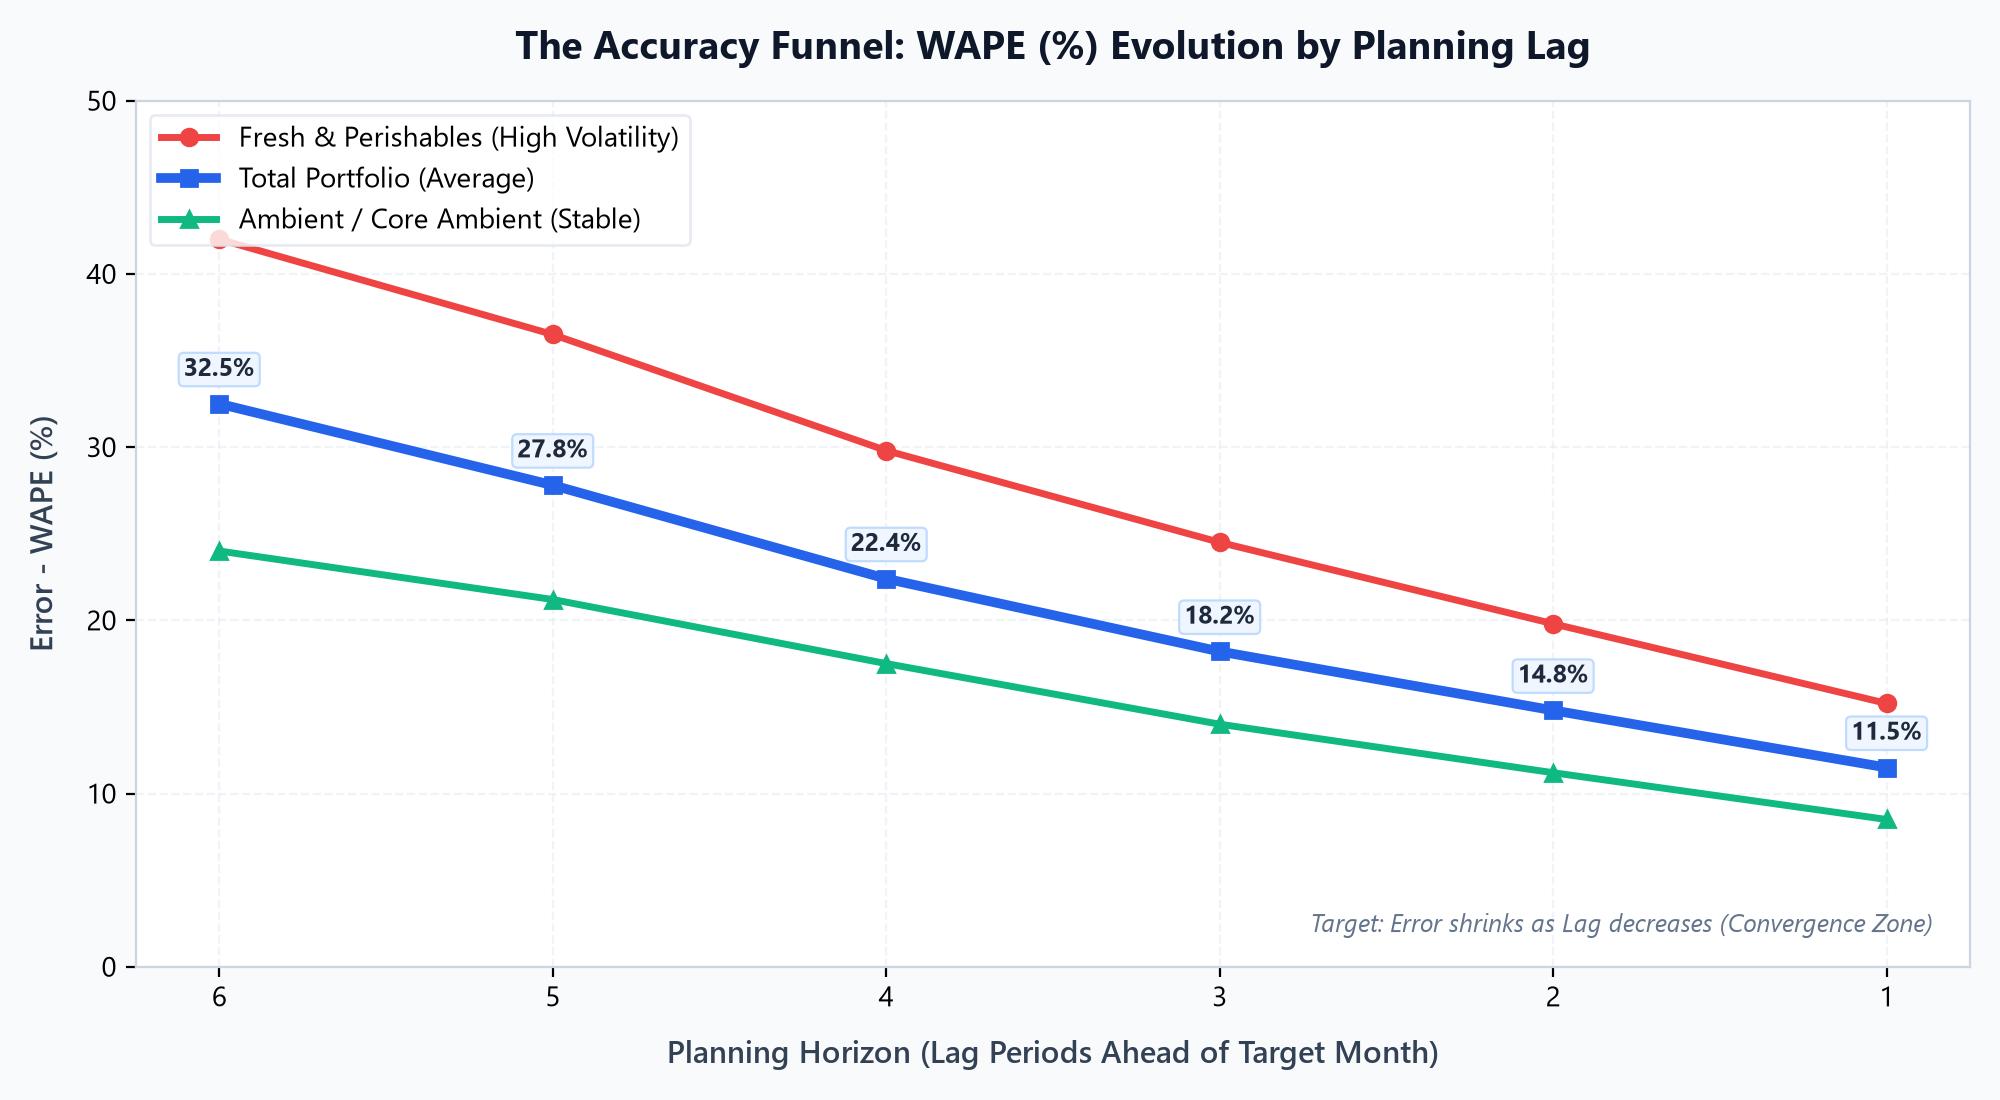 The Accuracy Funnel: WAPE (%) Evolution by Planning Lag
Fresh & Perishables (High Volatility)
Total Portfolio (Average)
Ambient / Core Ambient (Stable)
Error - WAPE (%)
50
40
30
20
10
0
32.5%
27.8%
22.4%
18.2%
14.8%
11.5%
Target: Error shrinks as Lag decreases (Convergence Zone)
6
5
4
3
2
1
Planning Horizon (Lag Periods Ahead of Target Month)